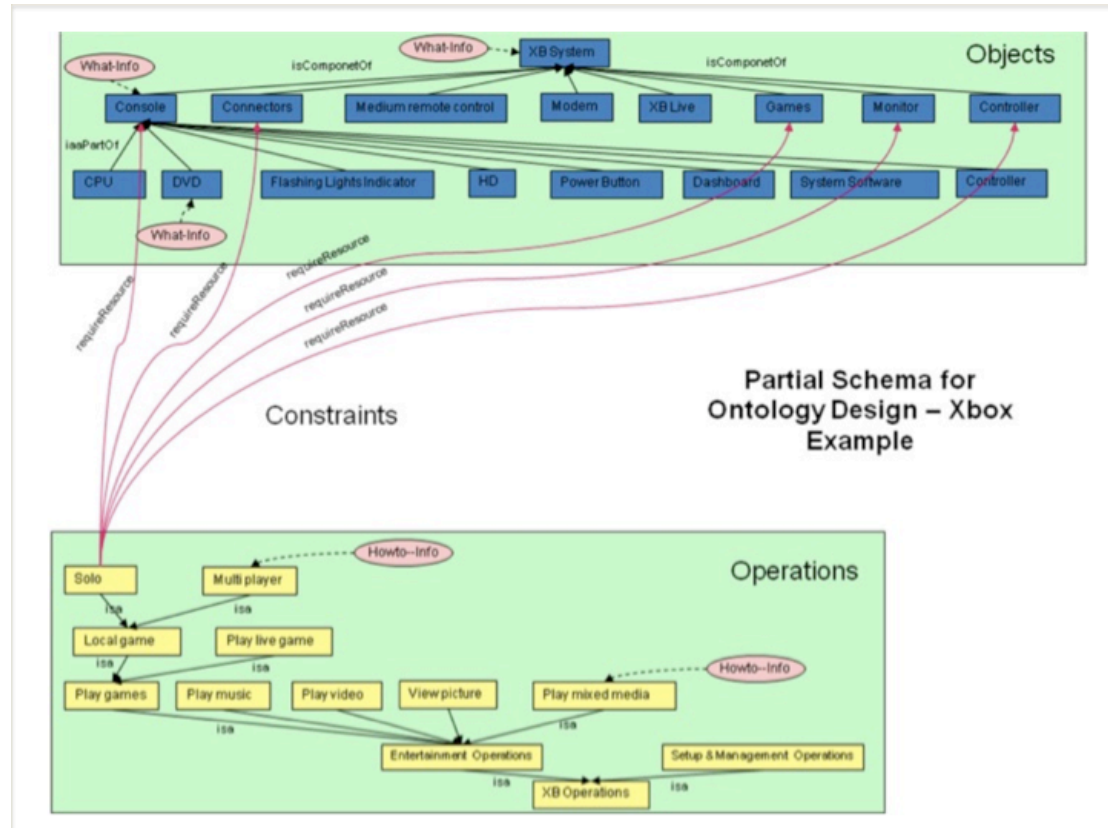 What-Info
XB System
Objects
What-Info
isComponetOf
isComponetOf
Console
Connectors
Medium remote control
Modem
XB Live
Games
Monitor
Controller
isaPartOf
CPU
DVD
Flashing Lights Indicator
HD
Power Button
Dashboard
System Software
Controller
What-Info
requireResource
requireResource
requireResource
requireResource
requireResource
Constraints
Partial Schema for
Ontology Design – Xbox
Example
Howto--Info
Solo
Multi player
Operations
isa
isa
Local game
Play live game
isa
isa
Howto--Info
Play games
Play music
Play video
View picture
Play mixed media
isa
isa
Entertainment Operations
Setup & Management Operations
isa
isa
XB Operations